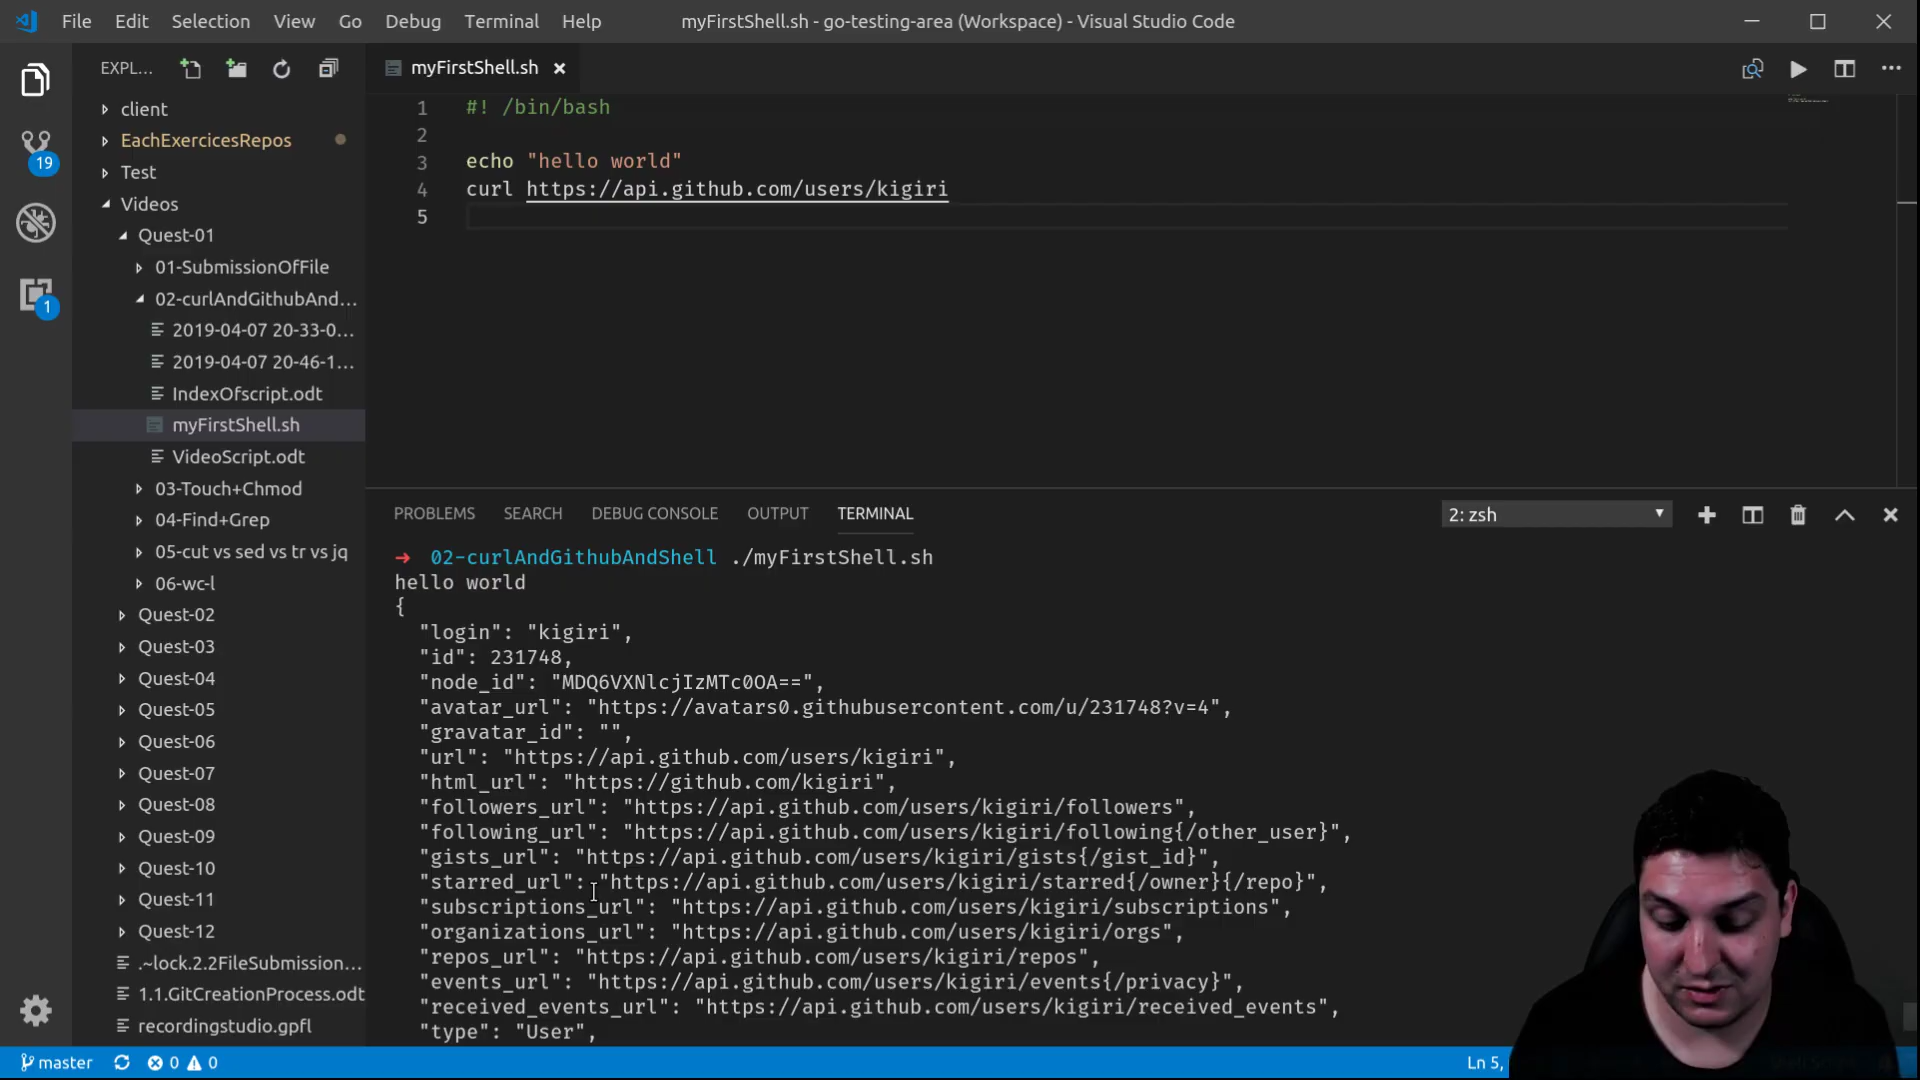 File Edit Selection View Go Debug Terminal Help myFirstShell.sh - go-testing-area (Workspace) - Visual Studio Code
EXPL...
client
EachExercicesRepos
Test
Videos
Quest-01
01-SubmissionOfFile
02-curlAndGithubAnd...
2019-04-07 20-33-0...
2019-04-07 20-46-1...
IndexOfscript.odt
myFirstShell.sh
VideoScript.odt
03-Touch+Chmod
04-Find+Grep
05-cut vs sed vs tr vs jq
06-wc-l
Quest-02
Quest-03
Quest-04
Quest-05
Quest-06
Quest-07
Quest-08
Quest-09
Quest-10
Quest-11
Quest-12
.~lock.2.2FileSubmission...
1.1.GitCreationProcess.odt
recordingstudio.gpfl
19
1
myFirstShell.sh
1 #! /bin/bash
2
3 echo "hello world"
4 curl https://api.github.com/users/kigiri
5
PROBLEMS SEARCH DEBUG CONSOLE OUTPUT TERMINAL 2: zsh
→ 02-curlAndGithubAndShell ./myFirstShell.sh
hello world
{
"login": "kigiri",
"id": 231748,
"node_id": "MDQ6VXNlcjIzMTc0OA==",
"avatar_url": "https://avatars0.githubusercontent.com/u/231748?v=4",
"gravatar_id": "",
"url": "https://api.github.com/users/kigiri",
"html_url": "https://github.com/kigiri",
"followers_url": "https://api.github.com/users/kigiri/followers",
"following_url": "https://api.github.com/users/kigiri/following{/other_user}",
"gists_url": "https://api.github.com/users/kigiri/gists{/gist_id}",
"starred_url": "https://api.github.com/users/kigiri/starred{/owner}{/repo}",
"subscriptions_url": "https://api.github.com/users/kigiri/subscriptions",
"organizations_url": "https://api.github.com/users/kigiri/orgs",
"repos_url": "https://api.github.com/users/kigiri/repos",
"events_url": "https://api.github.com/users/kigiri/events{/privacy}",
"received_events_url": "https://api.github.com/users/kigiri/received_events",
"type": "User",
master 0 0 Ln 5,